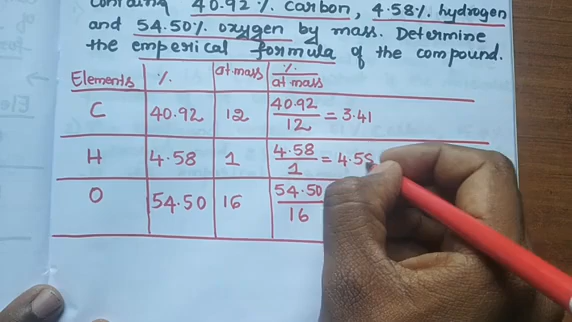 containing 40.92%. Carbon, 4.58%. hydrogen
and 54.50%. oxygen by mass. Determine
the emperical formula of the compound.
Elements %. at.mass %./at.mass
C 40.92 12 40.92/12 = 3.41
H 4.58 1 4.58/1 = 4.58
O 54.50 16 54.50/16